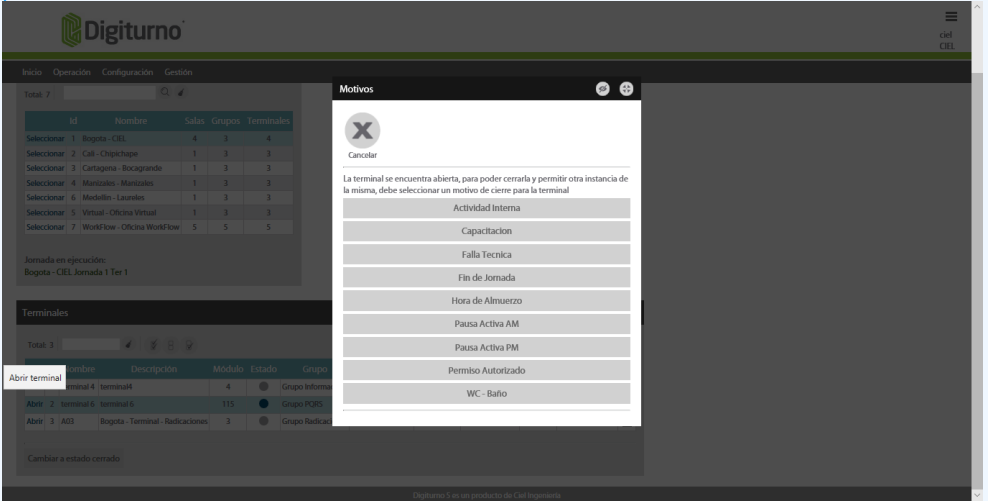 Digiturno
ciel
CIEL
Inicio Operación Configuración Gestión
Total: 7
Id Nombre Salas Grupos Terminales
Seleccionar 1 Bogota - CIEL 4 3 4
Seleccionar 2 Cali - Chipichape 1 3 3
Seleccionar 3 Cartagena - Bocagrande 1 3 3
Seleccionar 4 Manizales - Manizales 1 3 3
Seleccionar 6 Medellin - Laureles 1 3 3
Seleccionar 5 Virtual - Oficina Virtual 1 3 3
Seleccionar 7 WorkFlow - Oficina WorkFlow 5 5 5
Jornada en ejecución:
Bogota - CIEL Jornada 1 Ter 1
Motivos
Cancelar
La terminal se encuentra abierta, para poder cerrarla y permitir otra instancia de
la misma, debe seleccionar un motivo de cierre para la terminal
Actividad Interna
Capacitacion
Falla Tecnica
Fin de Jornada
Hora de Almuerzo
Pausa Activa AM
Pausa Activa PM
Permiso Autorizado
WC - Baño
Terminales
Total: 3
Descripción Módulo Estado Grupo
Abrir terminal
terminal4 4 Grupo Informa
Abrir 2 terminal 6 terminal 6 115 Grupo PQRS
Abrir 3 A03 Bogota - Terminal - Radicaciones 3 Grupo Radicac
Cambiar a estado cerrado
Digiturno 5 es un producto de Ciel Ingeniería